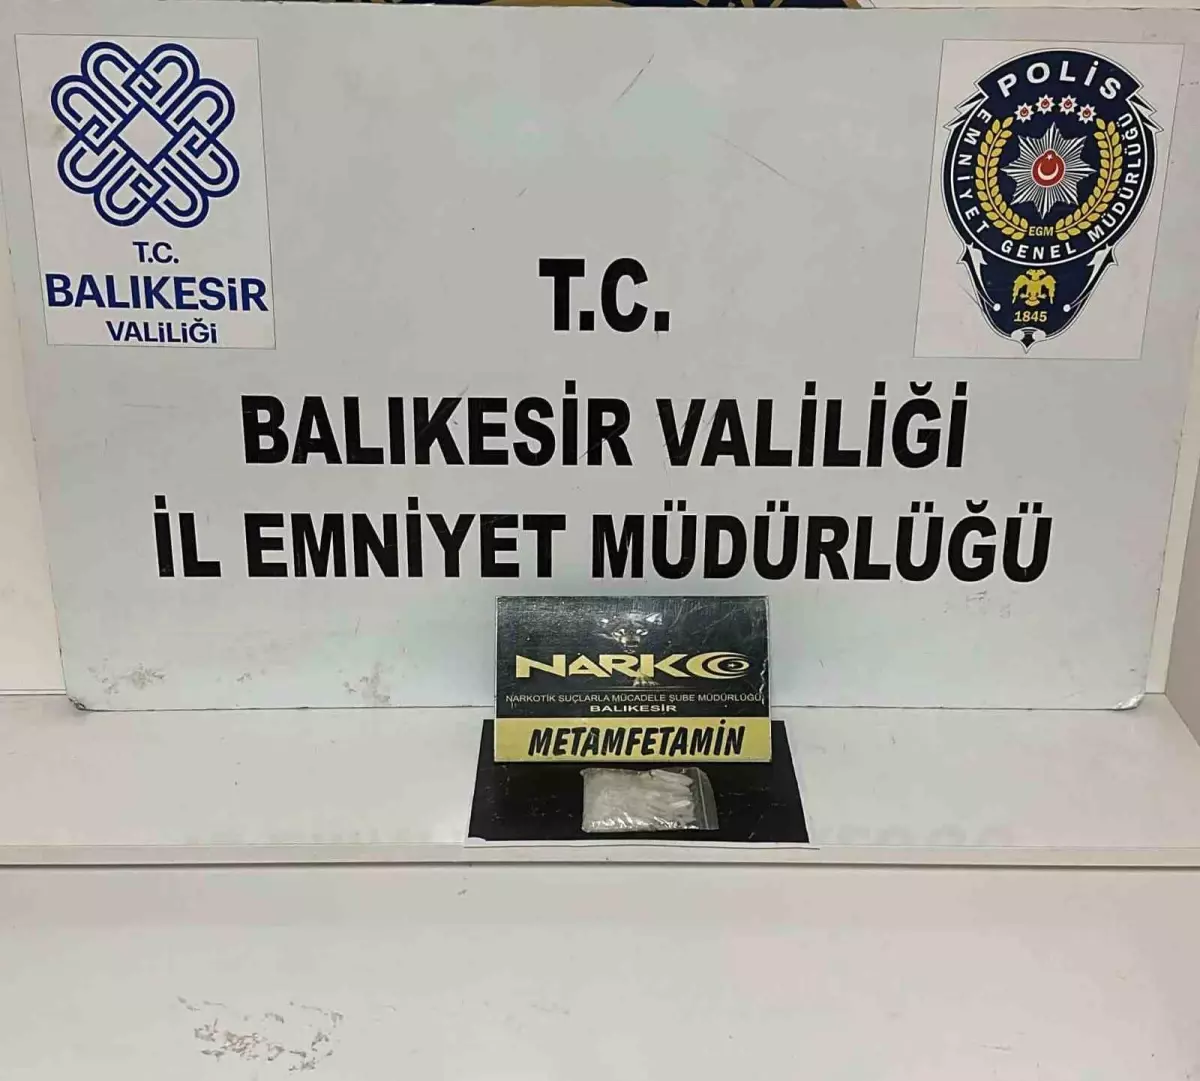 T.C.
BALIKESİR
VALİLİĞİ
POLİS
EMNİYET GENEL MÜDÜRLÜĞÜ
EGM
1845
T.C.
BALIKESİR VALİLİĞİ
İL EMNİYET MÜDÜRLÜĞÜ
NARKO
NARKOTİK SUÇLARLA MÜCADELE ŞUBE MÜDÜRLÜĞÜ
BALIKESİR
METAMFETAMİN